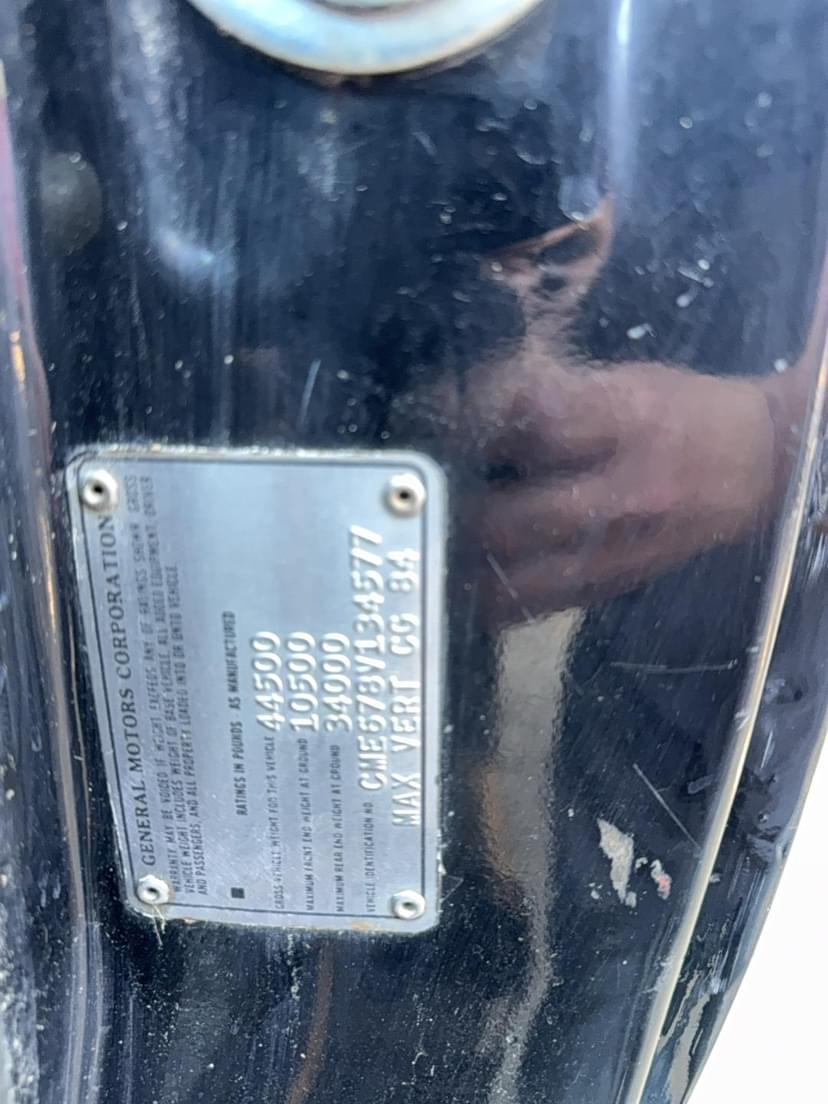 GENERAL MOTORS CORPORATION
WARRANTY MAY BE VOIDED IF WEIGHT EXCEEDS ANY OF RATINGS SHOWN. GROSS
VEHICLE WEIGHT INCLUDES WEIGHT OF BASE VEHICLE, ALL ADDED EQUIPMENT, DRIVER
AND PASSENGERS, AND ALL PROPERTY LOADED INTO OR ONTO VEHICLE.
RATINGS IN POUNDS AS MANUFACTURED
GROSS VEHICLE WEIGHT FOR THIS VEHICLE 44500
MAXIMUM FRONT END WEIGHT AT GROUND 10500
MAXIMUM REAR END WEIGHT AT GROUND 34000
VEHICLE IDENTIFICATION NO. CME678V134577
MAX VERT CG 84